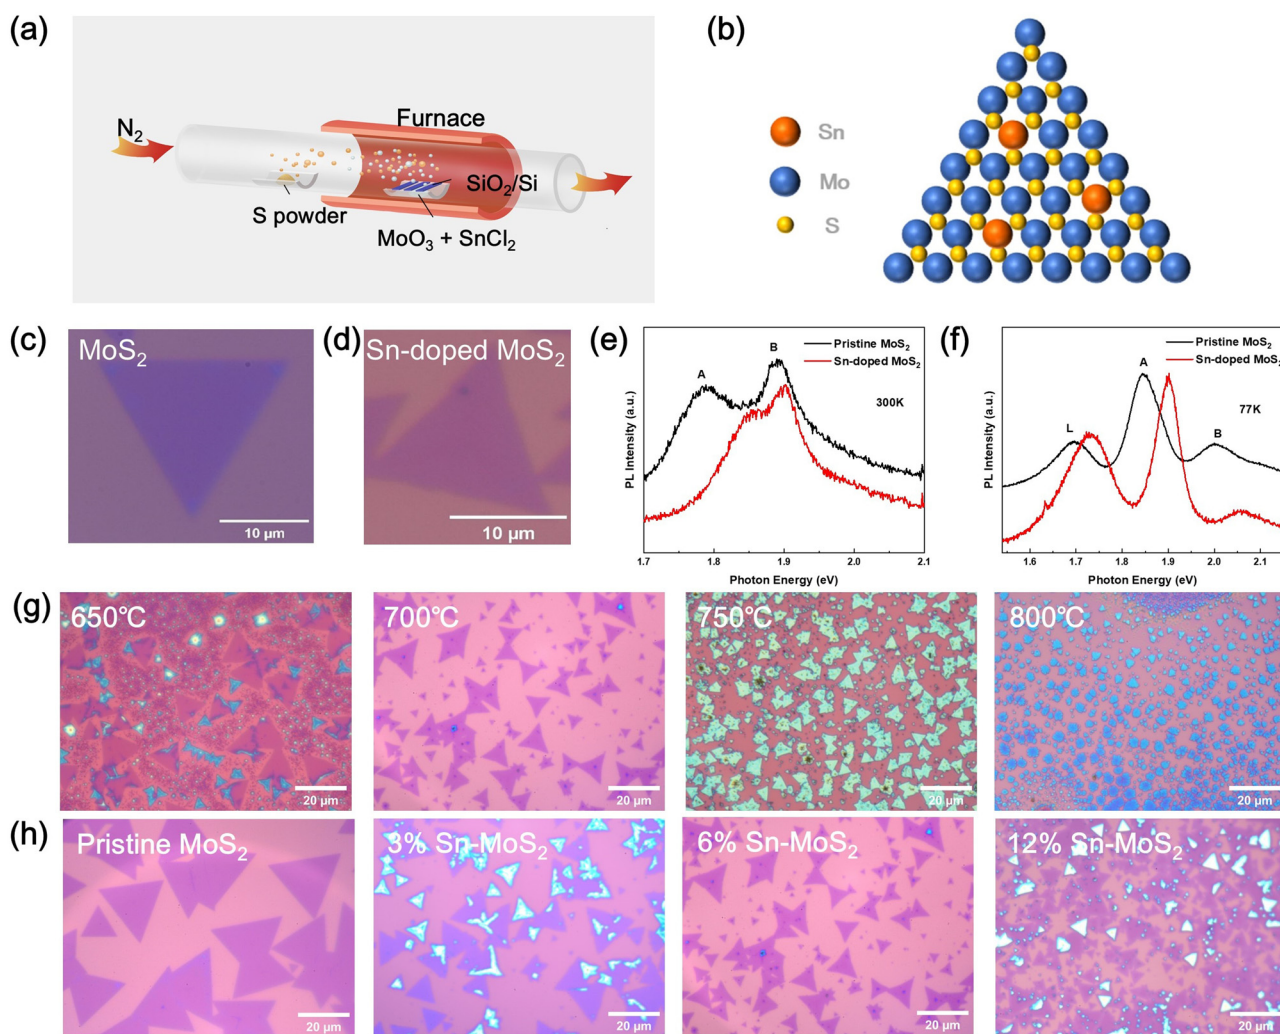 (a)
N₂
Furnace
SiO₂/Si
S powder
MoO₃ + SnCl₂
(b)
Sn
Mo
S
(c)
MoS₂
10 μm
(d)
Sn-doped MoS₂
10 μm
(e)
Pristine MoS₂
Sn-doped MoS₂
A
B
300K
PL Intensity (a.u.)
1.7
1.8
1.9
2.0
2.1
Photon Energy (eV)
(f)
Pristine MoS₂
Sn-doped MoS₂
L
A
B
77K
PL Intensity (a.u.)
1.6
1.7
1.8
1.9
2.0
2.1
Photon Energy (eV)
(g)
650℃
20 μm
700℃
20 μm
750℃
20 μm
800℃
20 μm
(h)
Pristine MoS₂
20 μm
3% Sn-MoS₂
20 μm
6% Sn-MoS₂
20 μm
12% Sn-MoS₂
20 μm